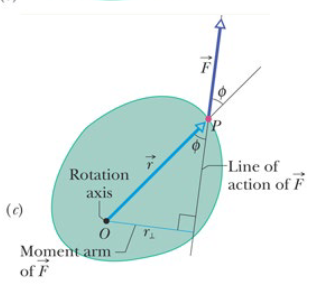 F
ϕ
P
ϕ
r
Rotation
axis
Line of
action of F
(c)
O
r⊥
Moment arm
of F